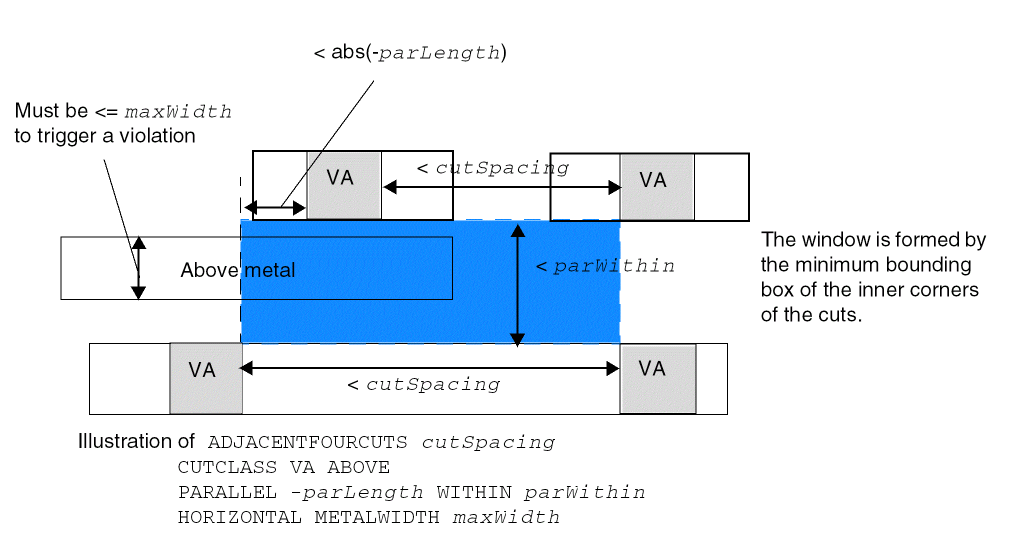 < abs(-parLength)
Must be <= maxWidth
to trigger a violation
VA
< cutSpacing
VA
Above metal
< parWithin
The window is formed by
the minimum bounding
box of the inner corners
of the cuts.
VA
< cutSpacing
VA
Illustration of ADJACENTFOURCUTS cutSpacing
CUTCLASS VA ABOVE
PARALLEL -parLength WITHIN parWithin
HORIZONTAL METALWIDTH maxWidth